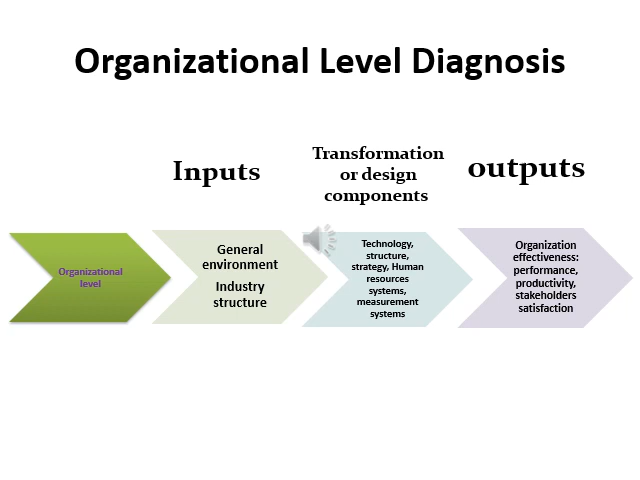 Organizational Level Diagnosis
Inputs
Transformation
or design
components
outputs
Organizational
level
General
environment
Industry
structure
Technology,
structure,
strategy, Human
resources
systems,
measurement
systems
Organization
effectiveness:
performance,
productivity,
stakeholders
satisfaction